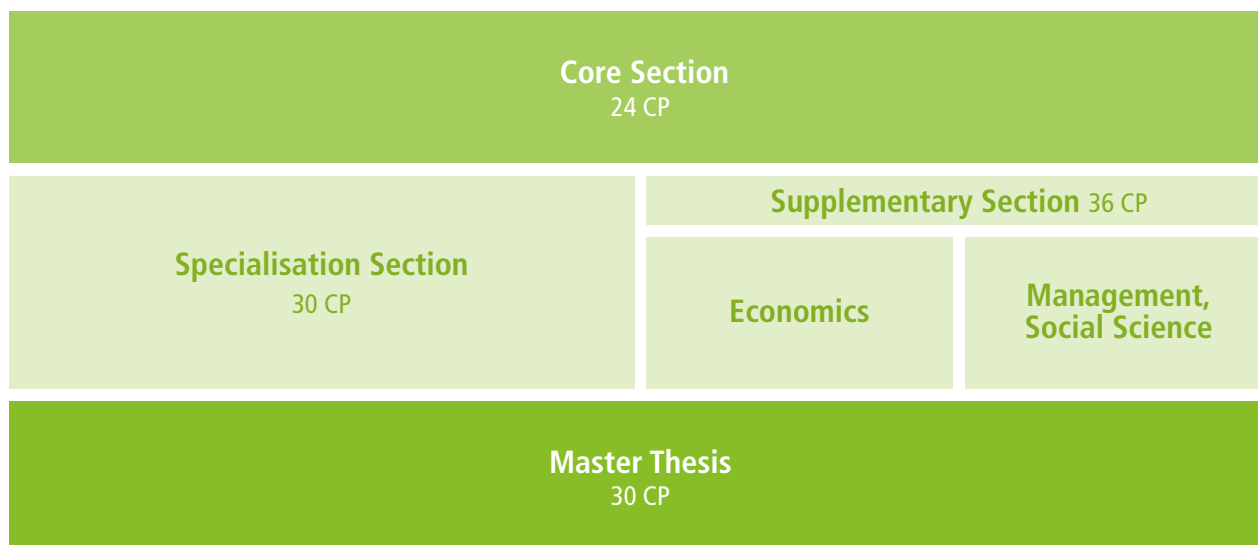 Core Section
24 CP
Specialisation Section
30 CP
Supplementary Section 36 CP
Economics
Management,
Social Science
Master Thesis
30 CP